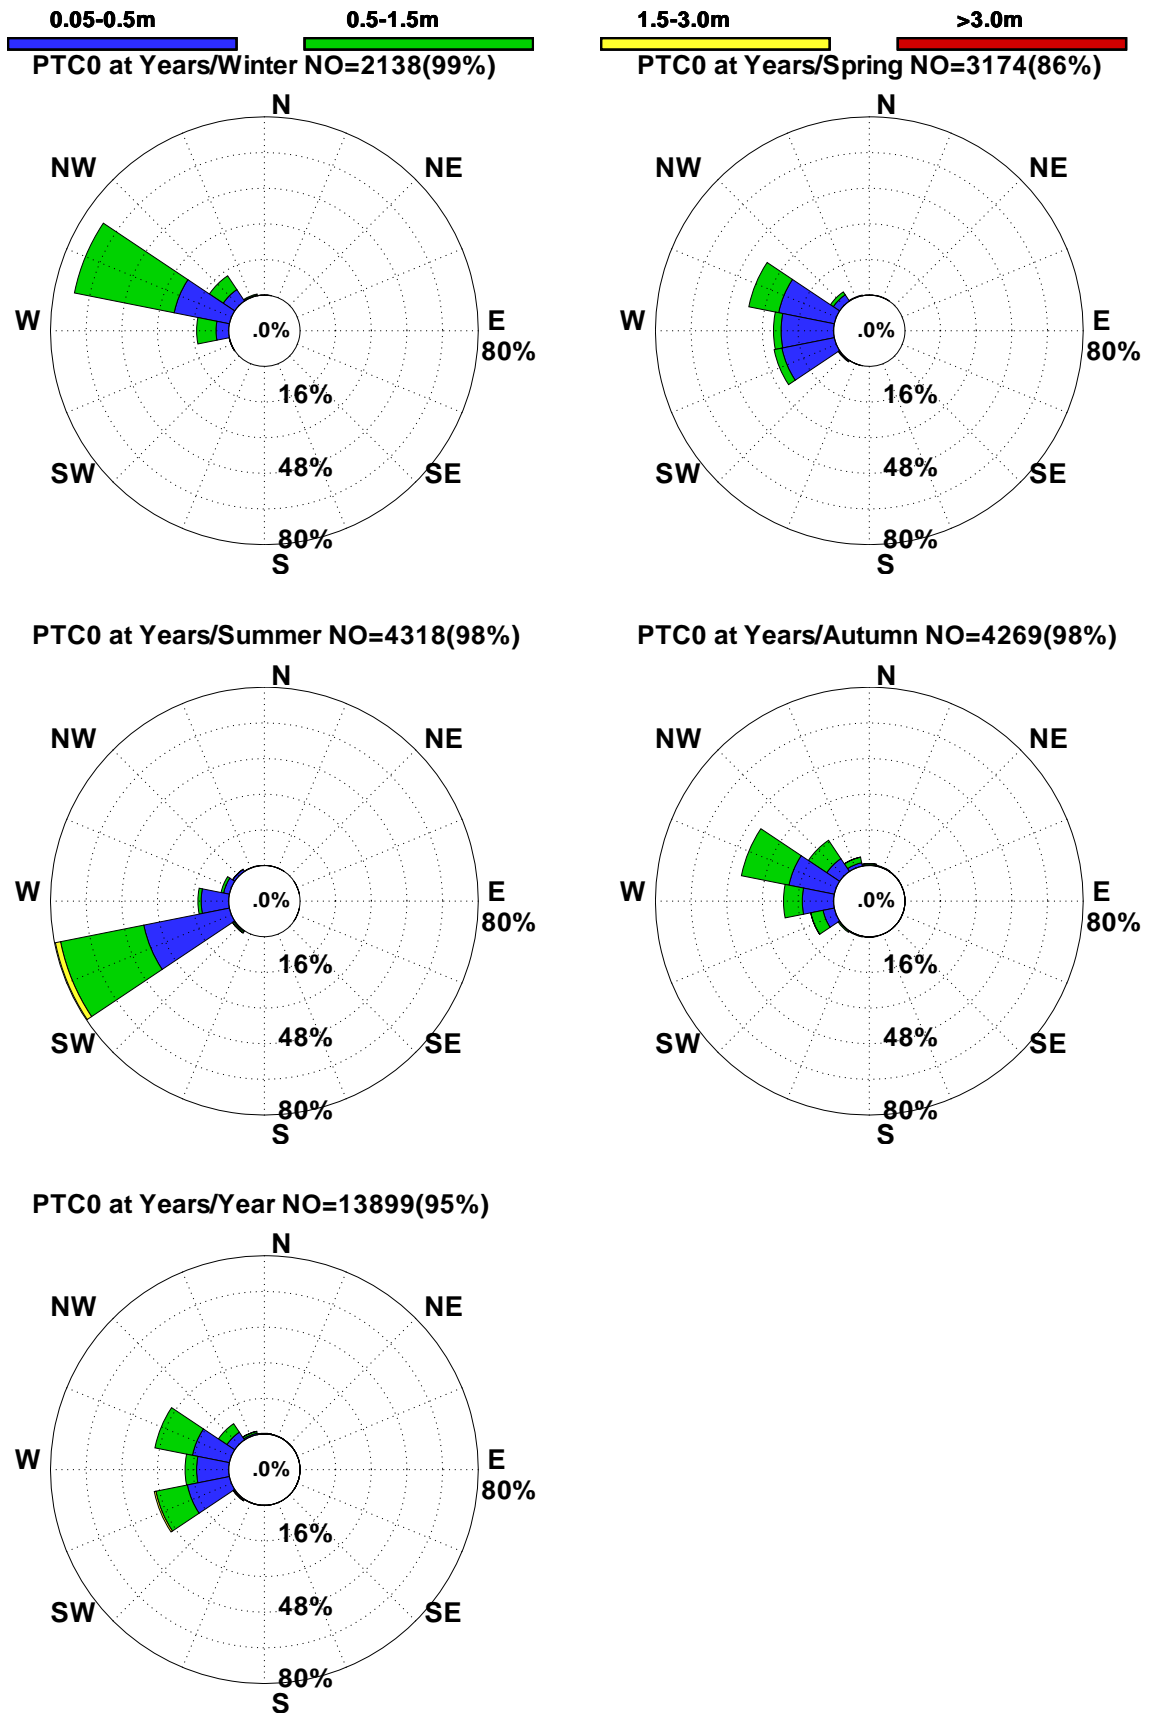 0.05-0.5m 0.5-1.5m 1.5-3.0m >3.0m
PTC0 at Years/Winter NO=2138(99%) PTC0 at Years/Spring NO=3174(86%)
N N
NW NE NW NE
W .0% E W .0% E
80% 80%
16% 16%
SW 48% SE SW 48% SE
80% 80%
S S
PTC0 at Years/Summer NO=4318(98%) PTC0 at Years/Autumn NO=4269(98%)
N N
NW NE NW NE
W .0% E W .0% E
80% 80%
16% 16%
SW 48% SE SW 48% SE
80% 80%
S S
PTC0 at Years/Year NO=13899(95%)
N
NW NE
W .0% E
80%
16%
SW 48% SE
80%
S